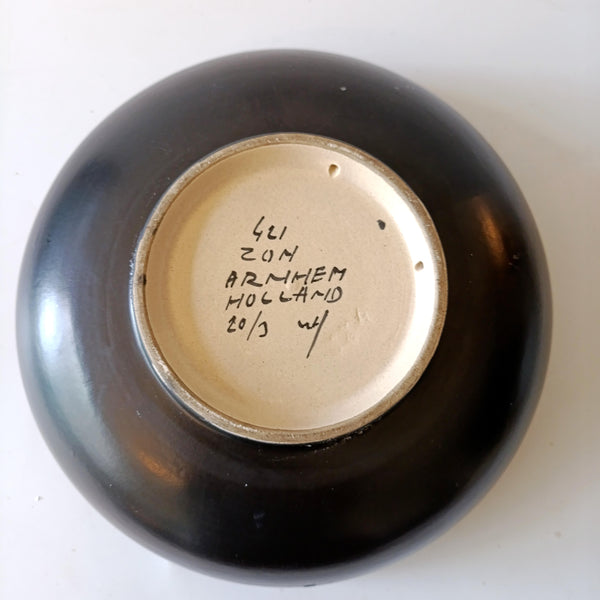 421
ZON
ARNHEM
HOLLAND
20/3